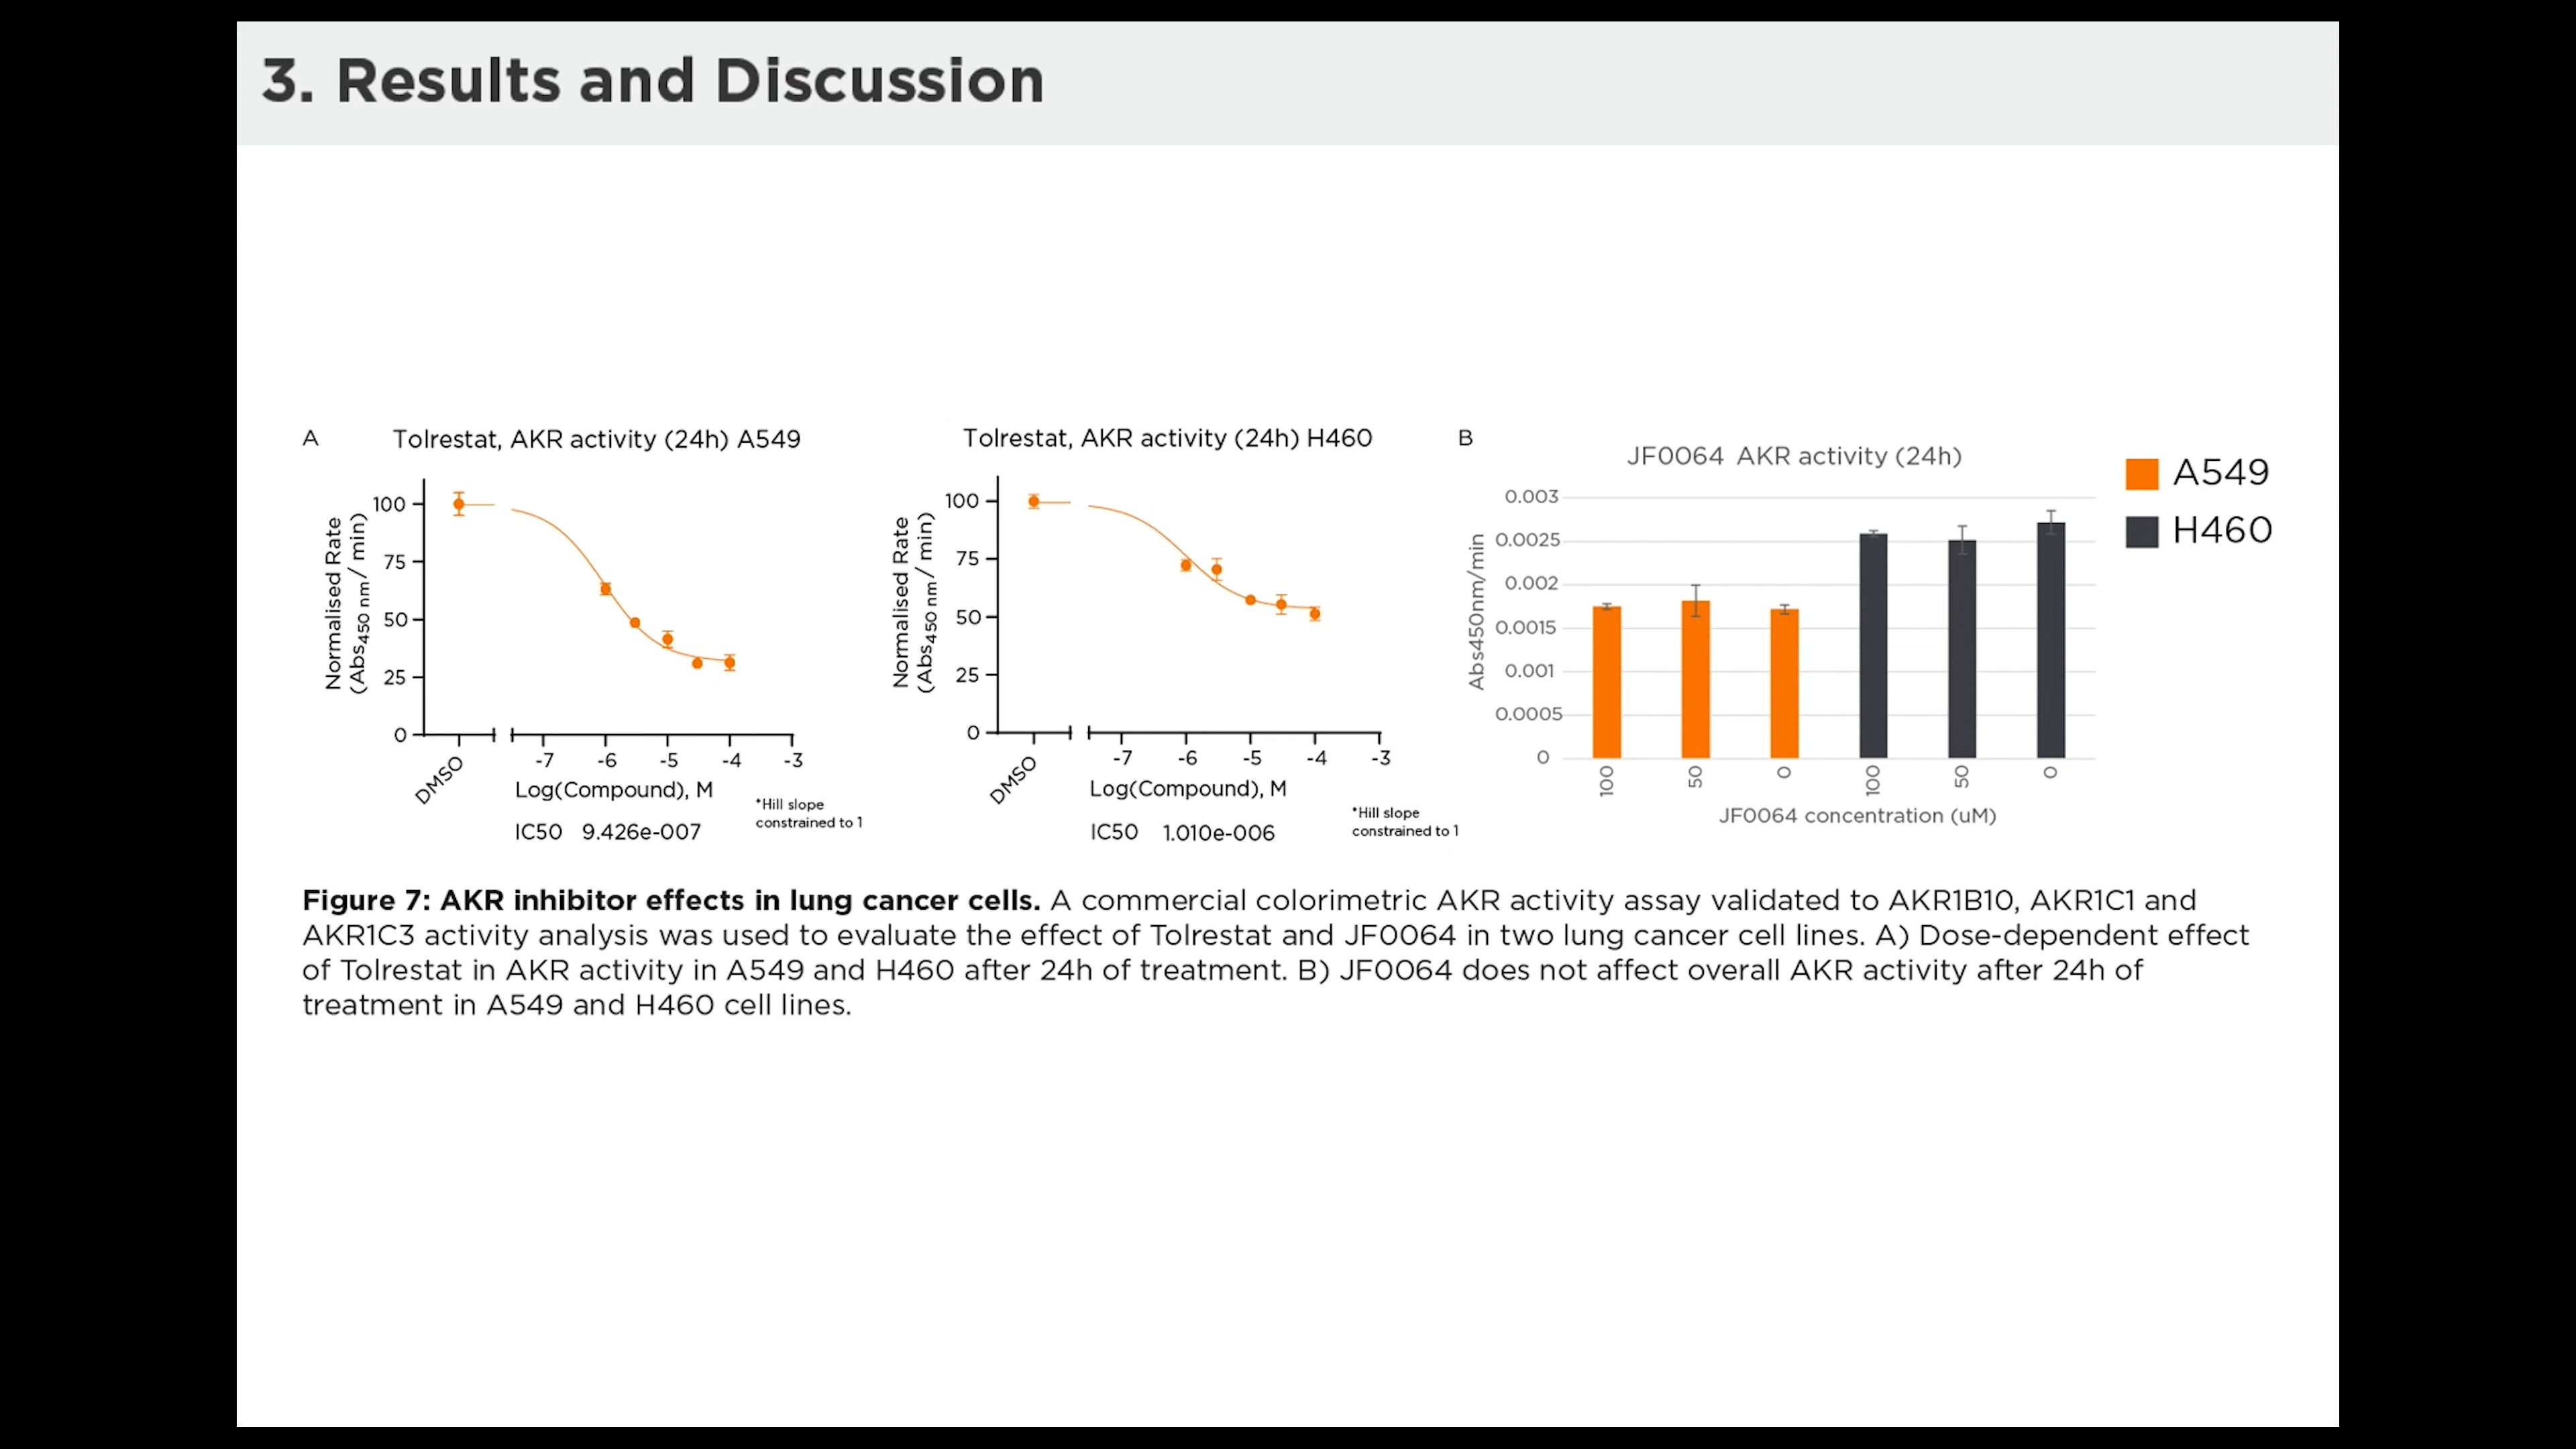 3. Results and Discussion
A
Tolrestat, AKR activity (24h) A549
Normalised Rate
(Abs450 nm/ min)
100
75
50
25
0
DMSO
-7
-6
-5
-4
-3
Log(Compound), M
IC50 9.426e-007
*Hill slope
constrained to 1
Tolrestat, AKR activity (24h) H460
Normalised Rate
(Abs450 nm/ min)
100
75
50
25
0
DMSO
-7
-6
-5
-4
-3
Log(Compound), M
IC50 1.010e-006
*Hill slope
constrained to 1
B
JF0064 AKR activity (24h)
Abs450nm/min
0.003
0.0025
0.002
0.0015
0.001
0.0005
0
100
50
0
100
50
0
JF0064 concentration (uM)
A549
H460
Figure 7: AKR inhibitor effects in lung cancer cells. A commercial colorimetric AKR activity assay validated to AKR1B10, AKR1C1 and
AKR1C3 activity analysis was used to evaluate the effect of Tolrestat and JF0064 in two lung cancer cell lines. A) Dose-dependent effect
of Tolrestat in AKR activity in A549 and H460 after 24h of treatment. B) JF0064 does not affect overall AKR activity after 24h of
treatment in A549 and H460 cell lines.